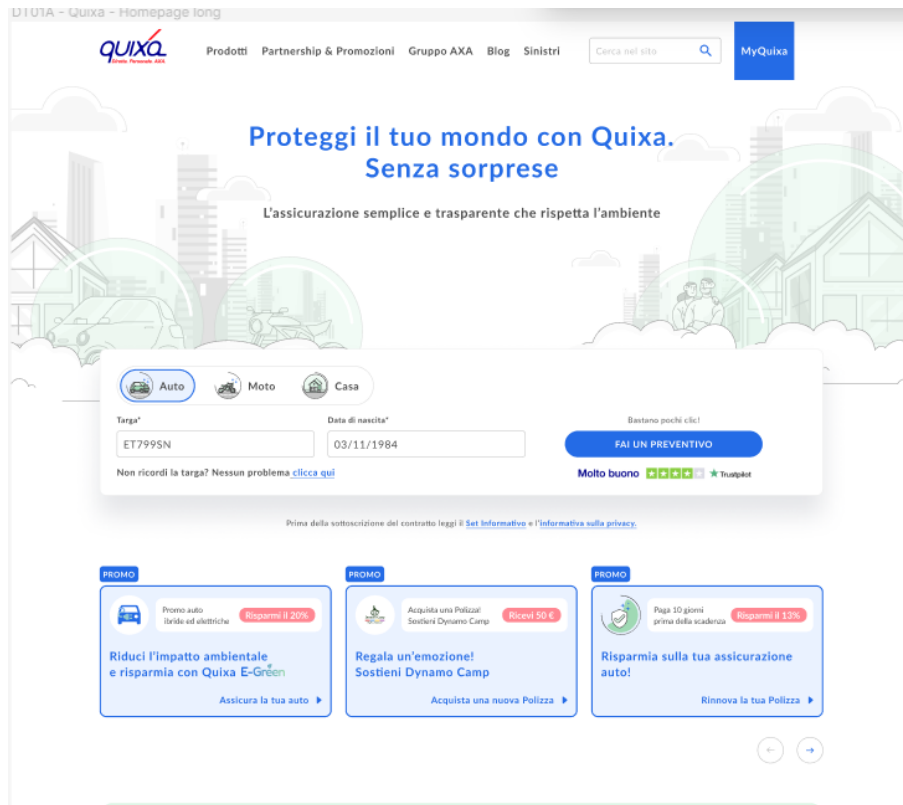 DT01A - Quixa - Homepage long
QUIXA
Diretta. Personale. AXA
Prodotti
Partnership & Promozioni
Gruppo AXA
Blog
Sinistri
Cerca nel sito
MyQuixa
Proteggi il tuo mondo con Quixa.
Senza sorprese
L'assicurazione semplice e trasparente che rispetta l'ambiente
Auto
Moto
Casa
Targa*
ET799SN
Data di nascita*
03/11/1984
Non ricordi la targa? Nessun problema clicca qui
Bastano pochi clic!
FAI UN PREVENTIVO
Molto buono
Trustpilot
Prima della sottoscrizione del contratto leggi il Set Informativo e l'informativa sulla privacy.
PROMO
Promo auto
ibride ed elettriche
Risparmi il 20%
Riduci l'impatto ambientale
e risparmia con Quixa E-Green
Assicura la tua auto
PROMO
Acquista una Polizza!
Sostieni Dynamo Camp
Ricevi 50 €
Regala un'emozione!
Sostieni Dynamo Camp
Acquista una nuova Polizza
PROMO
Paga 10 giorni
prima della scadenza
Risparmi il 13%
Risparmia sulla tua assicurazione
auto!
Rinnova la tua Polizza